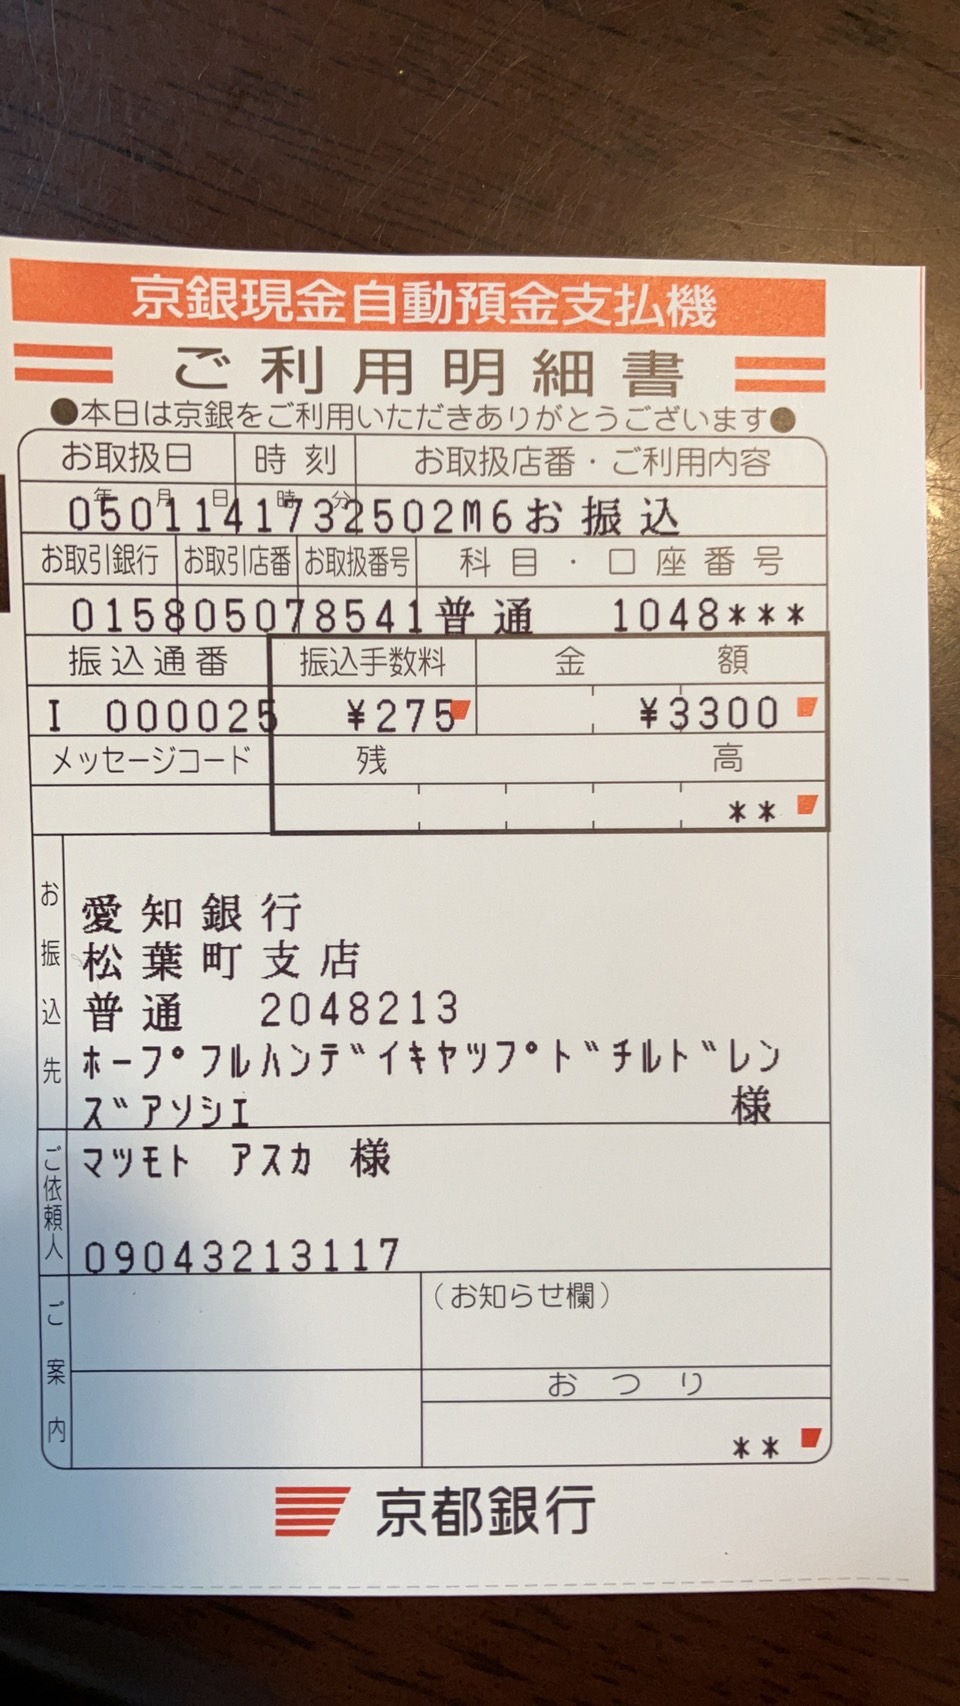 京銀現金自動預金支払機
ご利用明細書
●本日は京銀をご利用いただきありがとうございます●
お取扱日 時刻 お取扱店番・ご利用内容
年 月 日 時 分
0501141732502M6お振込
お取引銀行 お取引店番 お取扱番号 科目・口座番号
015805078541普通 1048***
振込通番 振込手数料 金額
I 000025 ¥275 ¥3300
メッセージコード 残高
**
お振込先
愛知銀行
松葉町支店
普通 2048213
ホープフルハンデイキャップドチルドレン
ズアソシエ 様
ご依頼人
マツモト アスカ 様
09043213117
ご案内
(お知らせ欄)
おつり
**
京都銀行